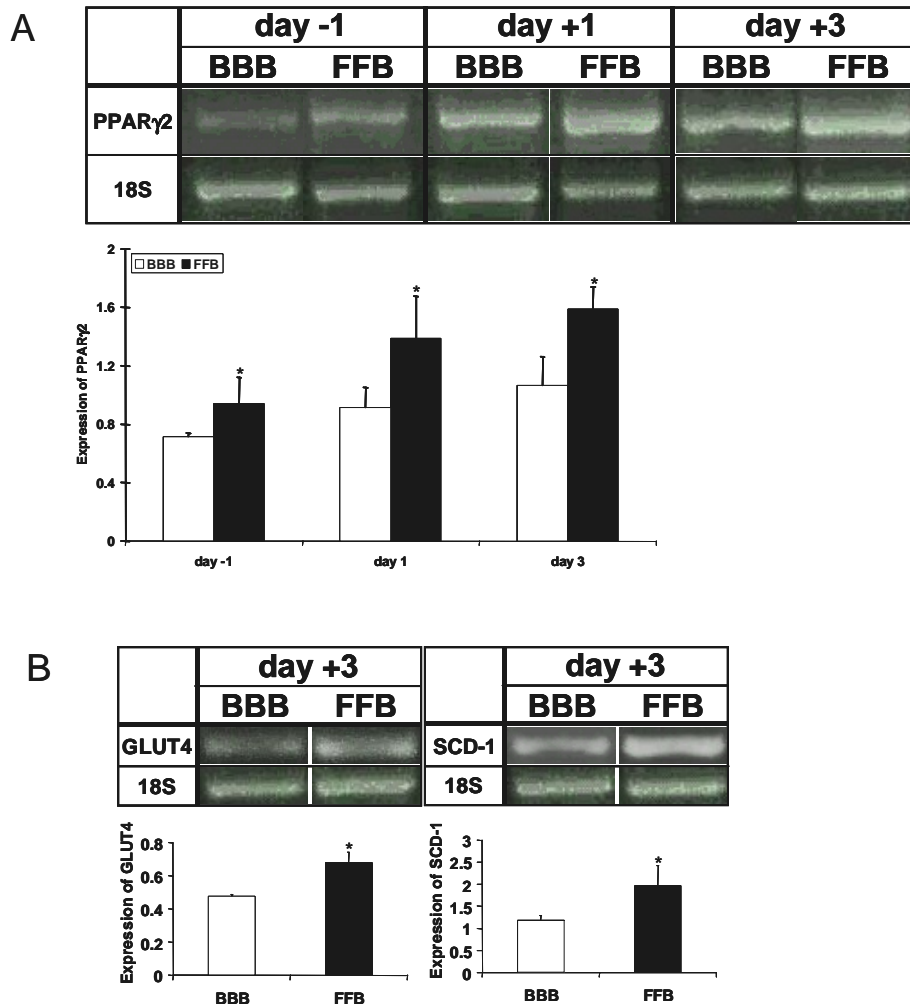 A
day -1 day +1 day +3
BBB FFB BBB FFB BBB FFB
PPARγ2
18S
2
BBB FFB
1.6
1.2
0.8
0.4
0
Expression of PPARγ2
* * *
day -1 day 1 day 3
B
day +3 day +3
BBB FFB BBB FFB
GLUT4 SCD-1
18S 18S
Expression of GLUT4
0.8
0.6
0.4
0.2
0
*
BBB FFB
Expression of SCD-1
3
2.5
2
1.5
1
0.5
0
*
BBB FFB